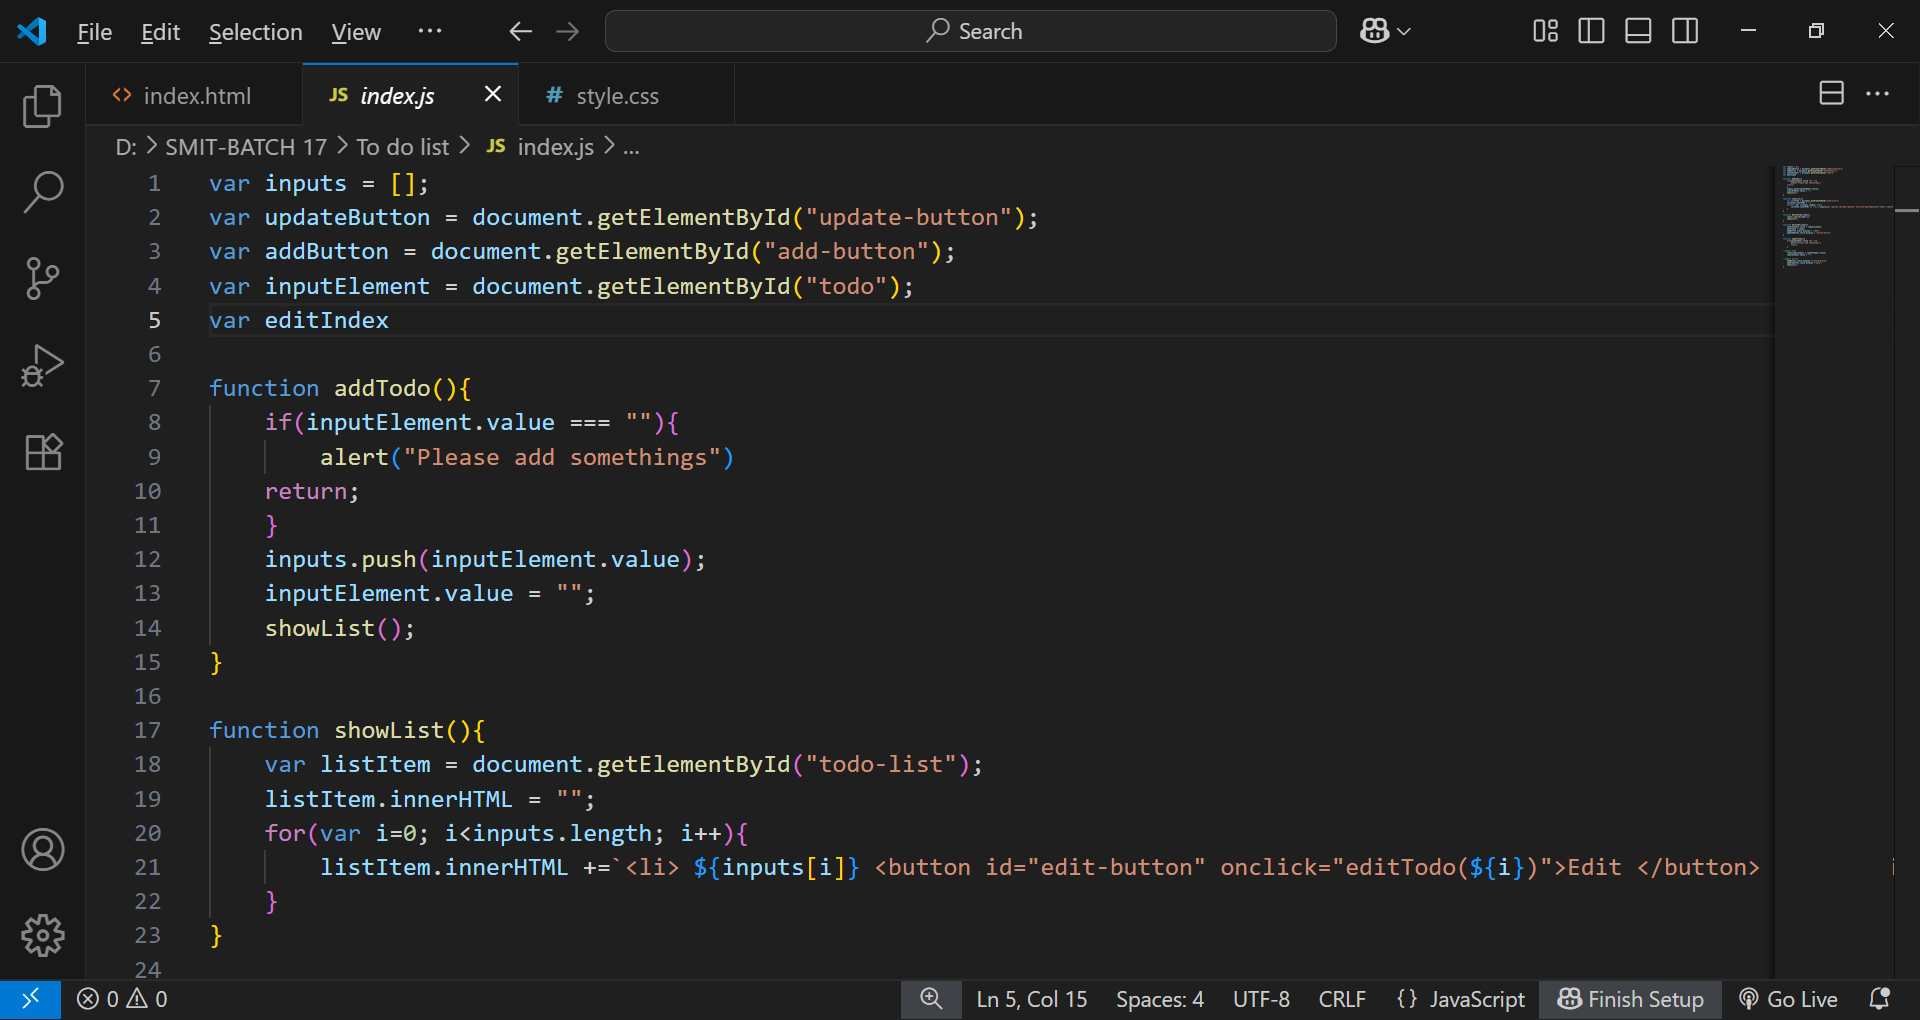 File Edit Selection View ··· Search
index.html JS index.js # style.css
D: > SMIT-BATCH 17 > To do list > JS index.js > ...
1 var inputs = [];
2 var updateButton = document.getElementById("update-button");
3 var addButton = document.getElementById("add-button");
4 var inputElement = document.getElementById("todo");
5 var editIndex
6
7 function addTodo(){
8 if(inputElement.value === ""){
9 alert("Please add somethings")
10 return;
11 }
12 inputs.push(inputElement.value);
13 inputElement.value = "";
14 showList();
15 }
16
17 function showList(){
18 var listItem = document.getElementById("todo-list");
19 listItem.innerHTML = "";
20 for(var i=0; i<inputs.length; i++){
21 listItem.innerHTML +=`<li> ${inputs[i]} <button id="edit-button" onclick="editTodo(${i})">Edit </button>
22 }
23 }
24
0 0 Ln 5, Col 15 Spaces: 4 UTF-8 CRLF {} JavaScript Finish Setup Go Live